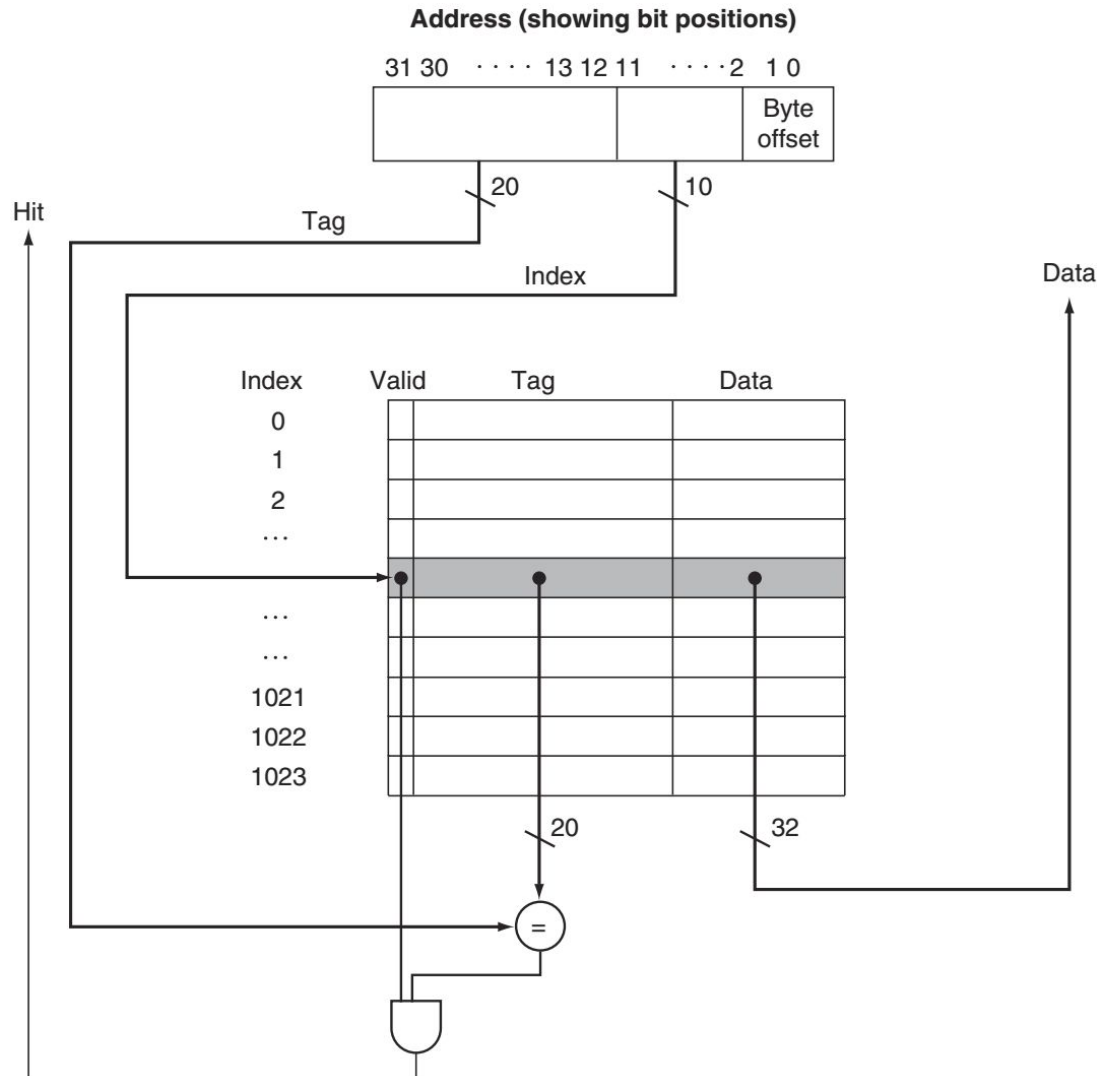 Address (showing bit positions)
31 30 · · · · 13 12 11 · · · · 2 1 0
Byte
offset
20 10
Hit
Tag
Index
Data
Index Valid Tag Data
0
1
2
· · ·
· · ·
· · ·
1021
1022
1023
20 32
=